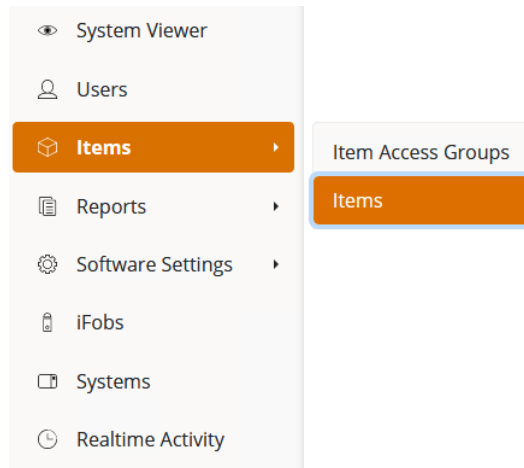 System Viewer
Users
Items
Item Access Groups
Items
Reports
Software Settings
iFobs
Systems
Realtime Activity